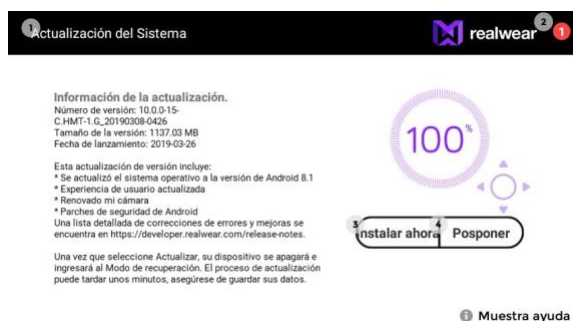 1 Actualización del Sistema
realwear 2 1
Información de la actualización.
Número de versión: 10.0.0-15-
C.HMT-1.G_20190308-0426
Tamaño de la versión: 1137.03 MB
Fecha de lanzamiento: 2019-03-26
Esta actualización de versión incluye:
* Se actualizó el sistema operativo a la versión de Android 8.1
* Experiencia de usuario actualizada
* Renovado mi cámara
* Parches de seguridad de Android
Una lista detallada de correcciones de errores y mejoras se
encuentra en https://developer.realwear.com/release-notes.
Una vez que seleccione Actualizar, su dispositivo se apagará e
ingresará al Modo de recuperación. El proceso de actualización
puede tardar unos minutos, asegúrese de guardar sus datos.
100%
3 Instalar ahora 4 Posponer
Muestra ayuda